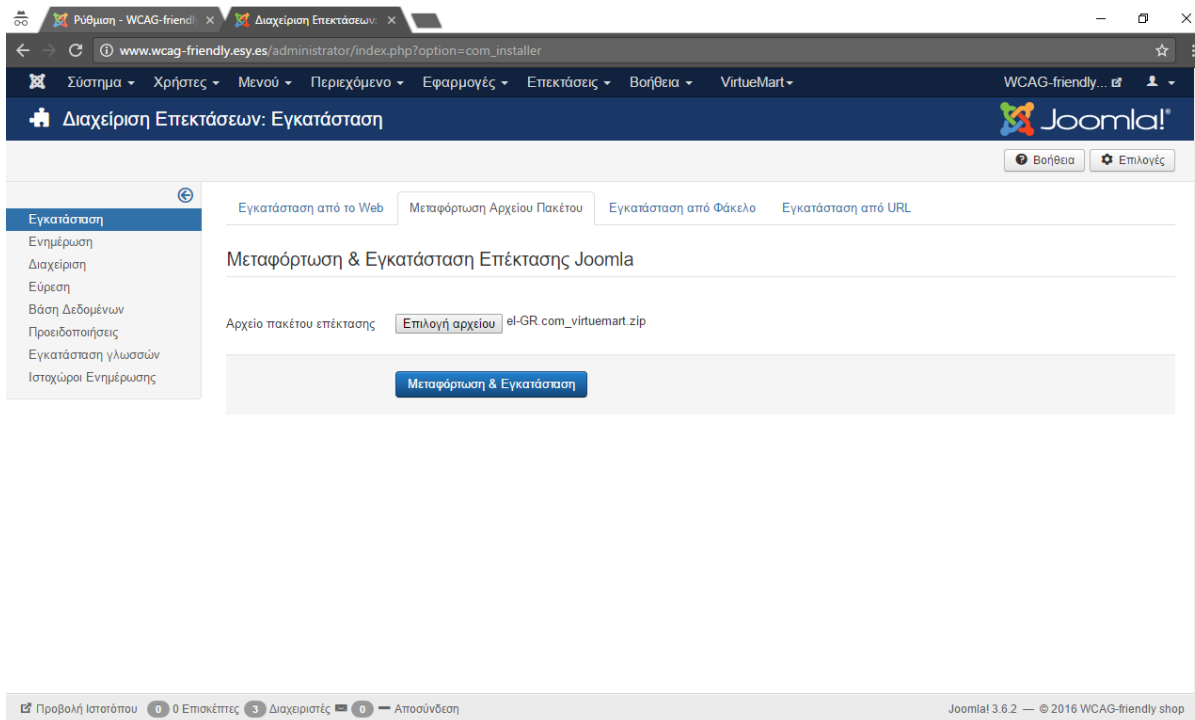 Ρύθμιση - WCAG-friendl
Διαχείριση Επεκτάσεων:
www.wcag-friendly.esy.es/administrator/index.php?option=com_installer
Σύστημα Χρήστες Μενού Περιεχόμενο Εφαρμογές Επεκτάσεις Βοήθεια VirtueMart WCAG-friendly...
Διαχείριση Επεκτάσεων: Εγκατάσταση
Joomla!®
Βοήθεια Επιλογές
Εγκατάσταση
Ενημέρωση
Διαχείριση
Εύρεση
Βάση Δεδομένων
Προειδοποιήσεις
Εγκατάσταση γλωσσών
Ιστοχώροι Ενημέρωσης
Εγκατάσταση από το Web Μεταφόρτωση Αρχείου Πακέτου Εγκατάσταση από Φάκελο Εγκατάσταση από URL
Μεταφόρτωση & Εγκατάσταση Επέκτασης Joomla
Αρχείο πακέτου επέκτασης Επιλογή αρχείου el-GR.com_virtuemart.zip
Μεταφόρτωση & Εγκατάσταση
Προβολή Ιστοτόπου 0 0 Επισκέπτες 3 Διαχειριστές 0 Αποσύνδεση
Joomla! 3.6.2 — © 2016 WCAG-friendly shop